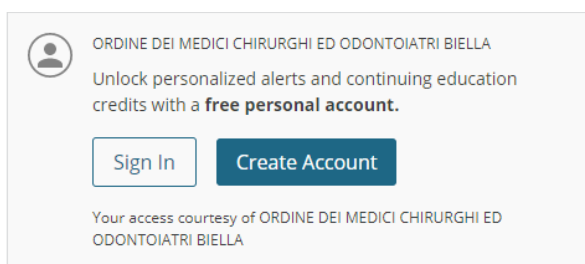 ORDINE DEI MEDICI CHIRURGHI ED ODONTOIATRI BIELLA
Unlock personalized alerts and continuing education
credits with a free personal account.
Sign In
Create Account
Your access courtesy of ORDINE DEI MEDICI CHIRURGHI ED
ODONTOIATRI BIELLA